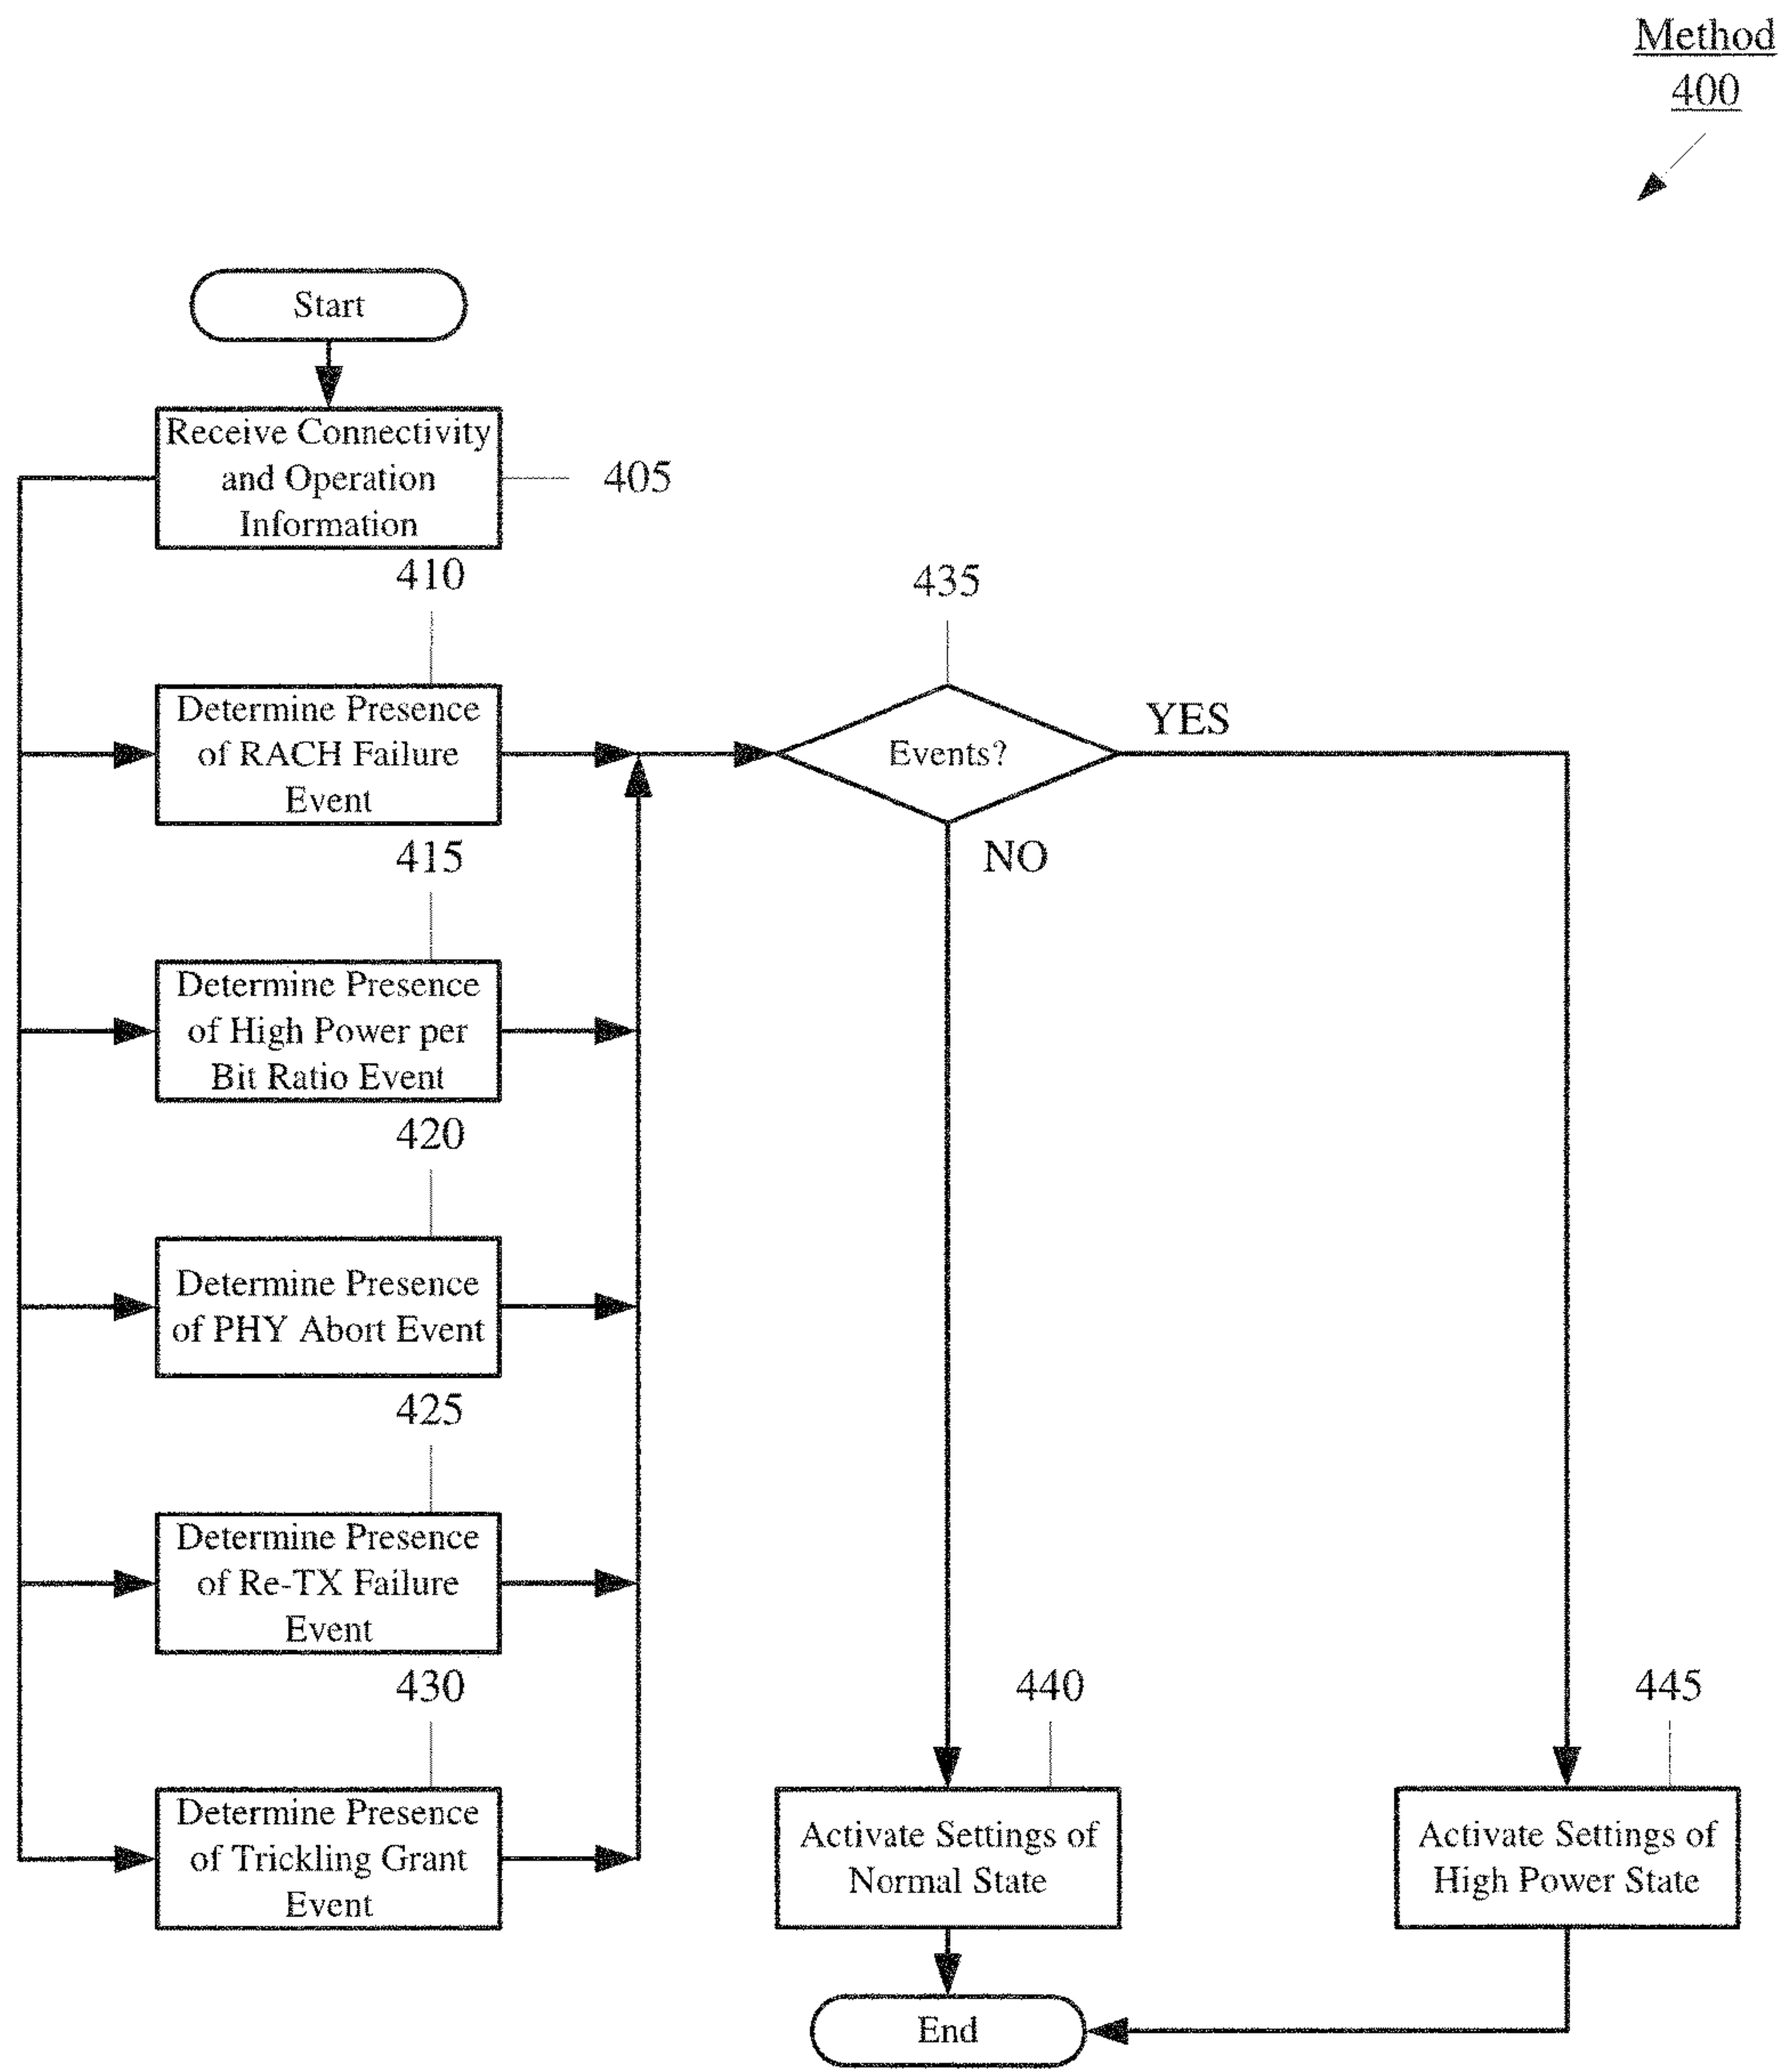 Method
400
Start
Receive Connectivity
and Operation
Information
405
410
Determine Presence
of RACH Failure
Event
435
Events?
YES
NO
415
Determine Presence
of High Power per
Bit Ratio Event
420
Determine Presence
of PHY Abort Event
425
Determine Presence
of Re-TX Failure
Event
430
Determine Presence
of Trickling Grant
Event
440
Activate Settings of
Normal State
445
Activate Settings of
High Power State
End